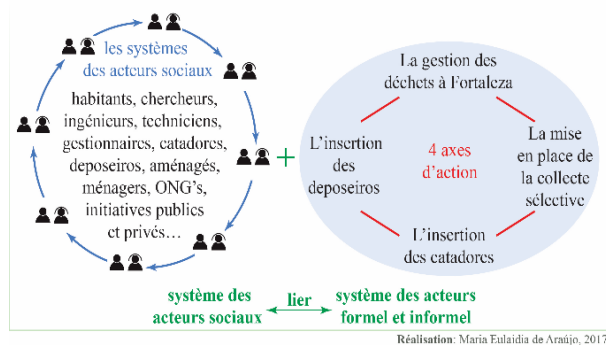 les systèmes
des acteurs sociaux
habitants, chercheurs,
ingénieurs, techniciens,
gestionnaires, catadores,
deposeiros, aménagés,
ménagers, ONG's,
initiatives publics
et privés...
+
La gestion des
déchets à Fortaleza
L'insertion
des
deposeiros
4 axes
d'action
La mise
en place de
la collecte
sélective
L'insertion
des catadores
système des
acteurs sociaux
lier
système des acteurs
formel et informel
Réalisation: Maria Eulaidia de Araújo, 2017